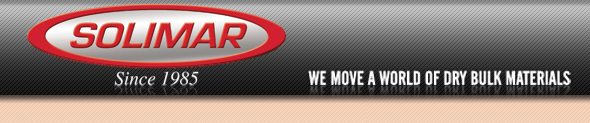 SOLIMAR
Since 1985
WE MOVE A WORLD OF DRY BULK MATERIALS